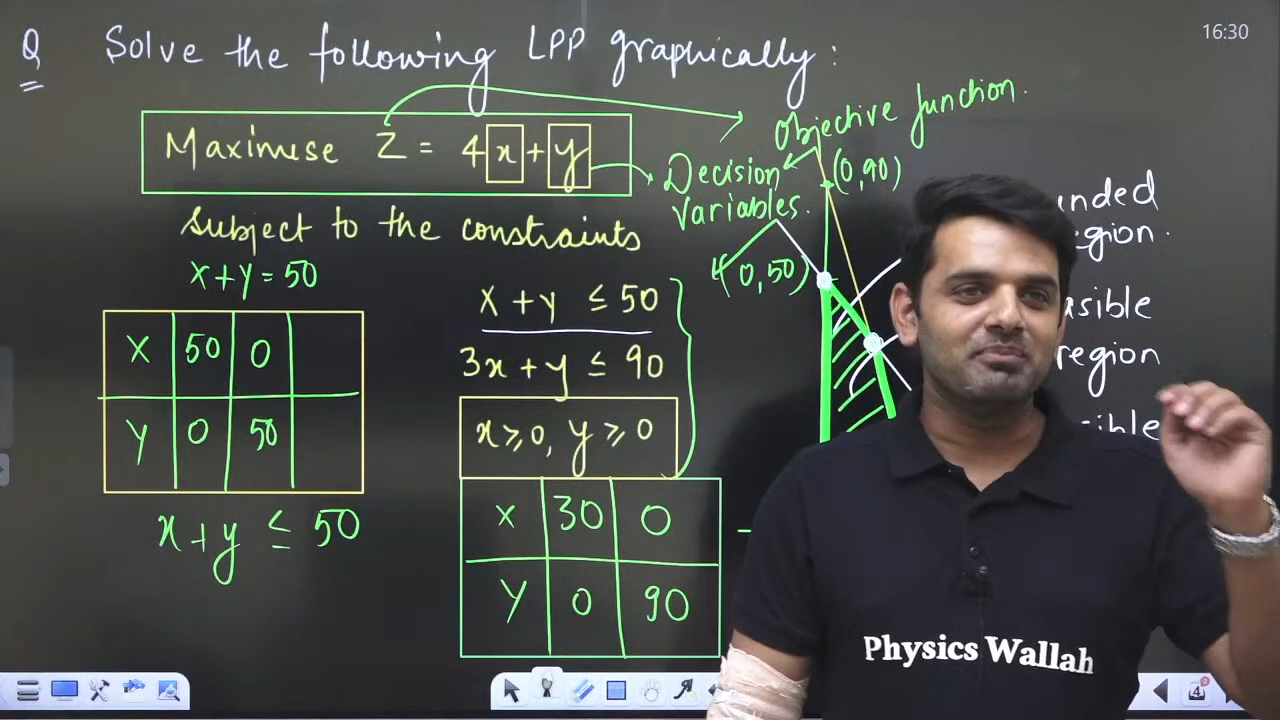 16:30
Q Solve the following LPP graphically:
Maximise Z = 4x+y
Objective function.
Decision
Variables.
(0,90)
subject to the constraints
x+y=50
(0,50)
x+y ≤ 50
3x+y ≤ 90
x≥0, y≥0
X 50 0
Y 0 50
x+y ≤ 50
X 30 0
Y 0 90
region.
region
Physics Wallah
4